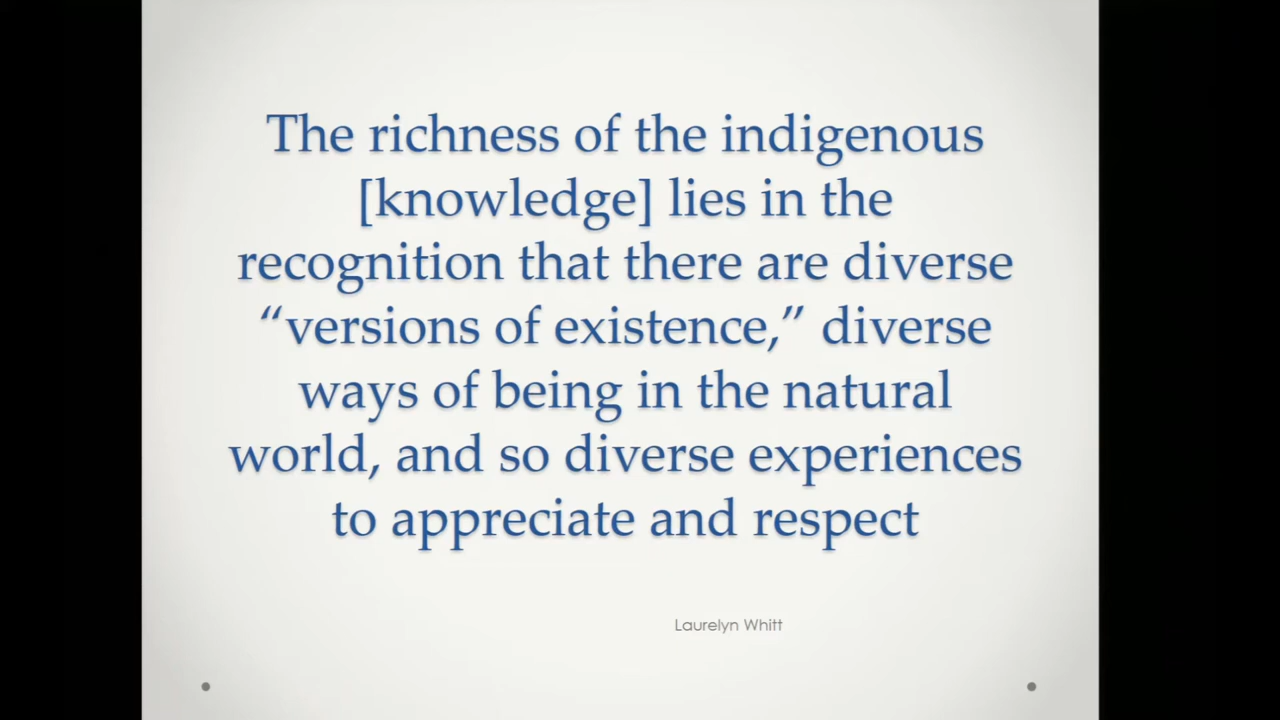 The richness of the indigenous
[knowledge] lies in the
recognition that there are diverse
“versions of existence,” diverse
ways of being in the natural
world, and so diverse experiences
to appreciate and respect
Laurelyn Whitt